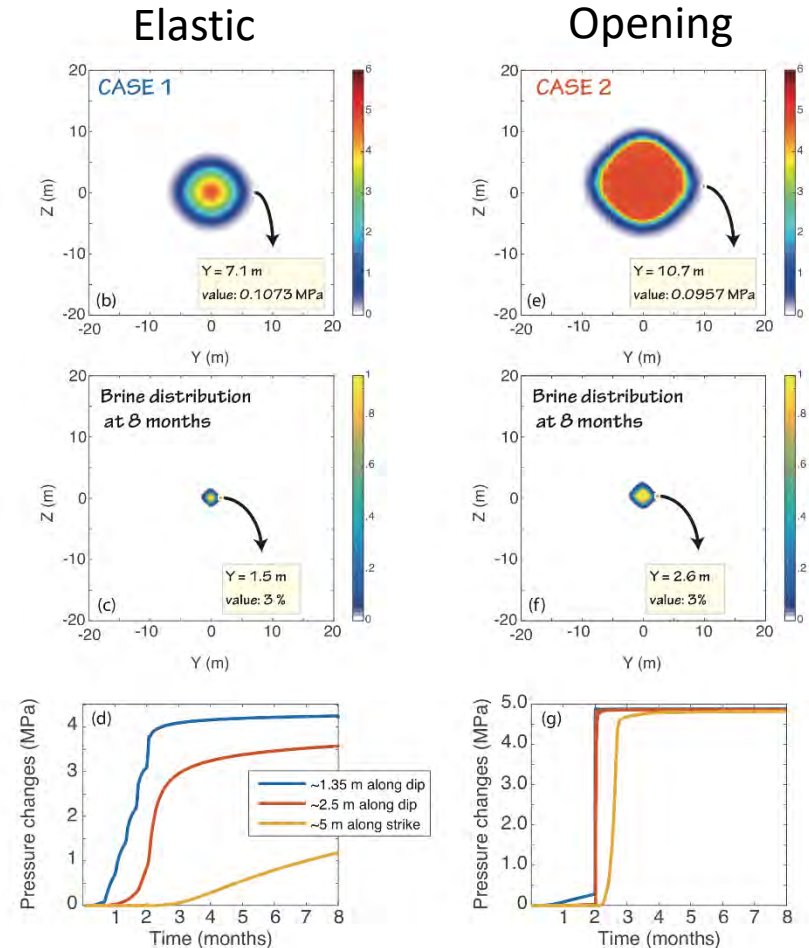 Elastic
Opening
CASE 1
20
10
0
-10
-20
Z (m)
-20
-10
0
10
20
Y (m)
6
5
4
3
2
1
0
Y = 7.1 m
value: 0.1073 MPa
(b)
CASE 2
20
10
0
-10
-20
Z (m)
-20
-10
0
10
20
Y (m)
6
5
4
3
2
1
0
Y = 10.7 m
value: 0.0957 MPa
(e)
Brine distribution
at 8 months
20
10
0
-10
-20
Z (m)
-20
-10
0
10
20
Y (m)
1
.8
.6
.4
.2
0
Y = 1.5 m
value: 3 %
(c)
Brine distribution
at 8 months
20
10
0
-10
-20
Z (m)
-20
-10
0
10
20
Y (m)
1
.8
.6
.4
.2
0
Y = 2.6 m
value: 3%
(f)
(d)
Pressure changes (MPa)
4
3
2
1
0
1
2
3
4
5
6
7
8
Time (months)
~1.35 m along dip
~2.5 m along dip
~5 m along strike
(g)
Pressure changes (MPa)
5.0
4.0
3.0
2.0
1.0
0
1
2
3
4
5
6
7
8
Time (months)